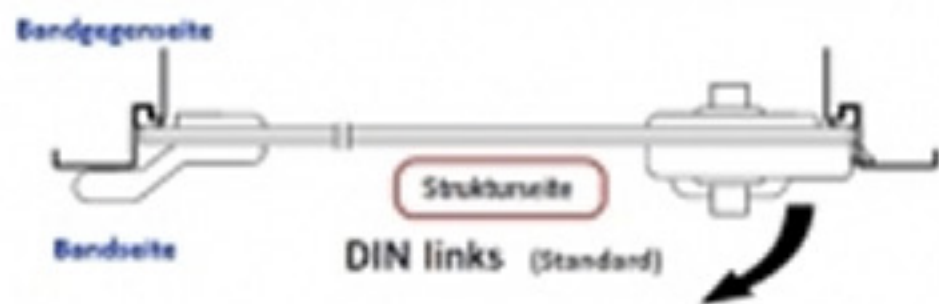 Bandgegenseite
Strukturseite
Bandseite
DIN links (Standard)